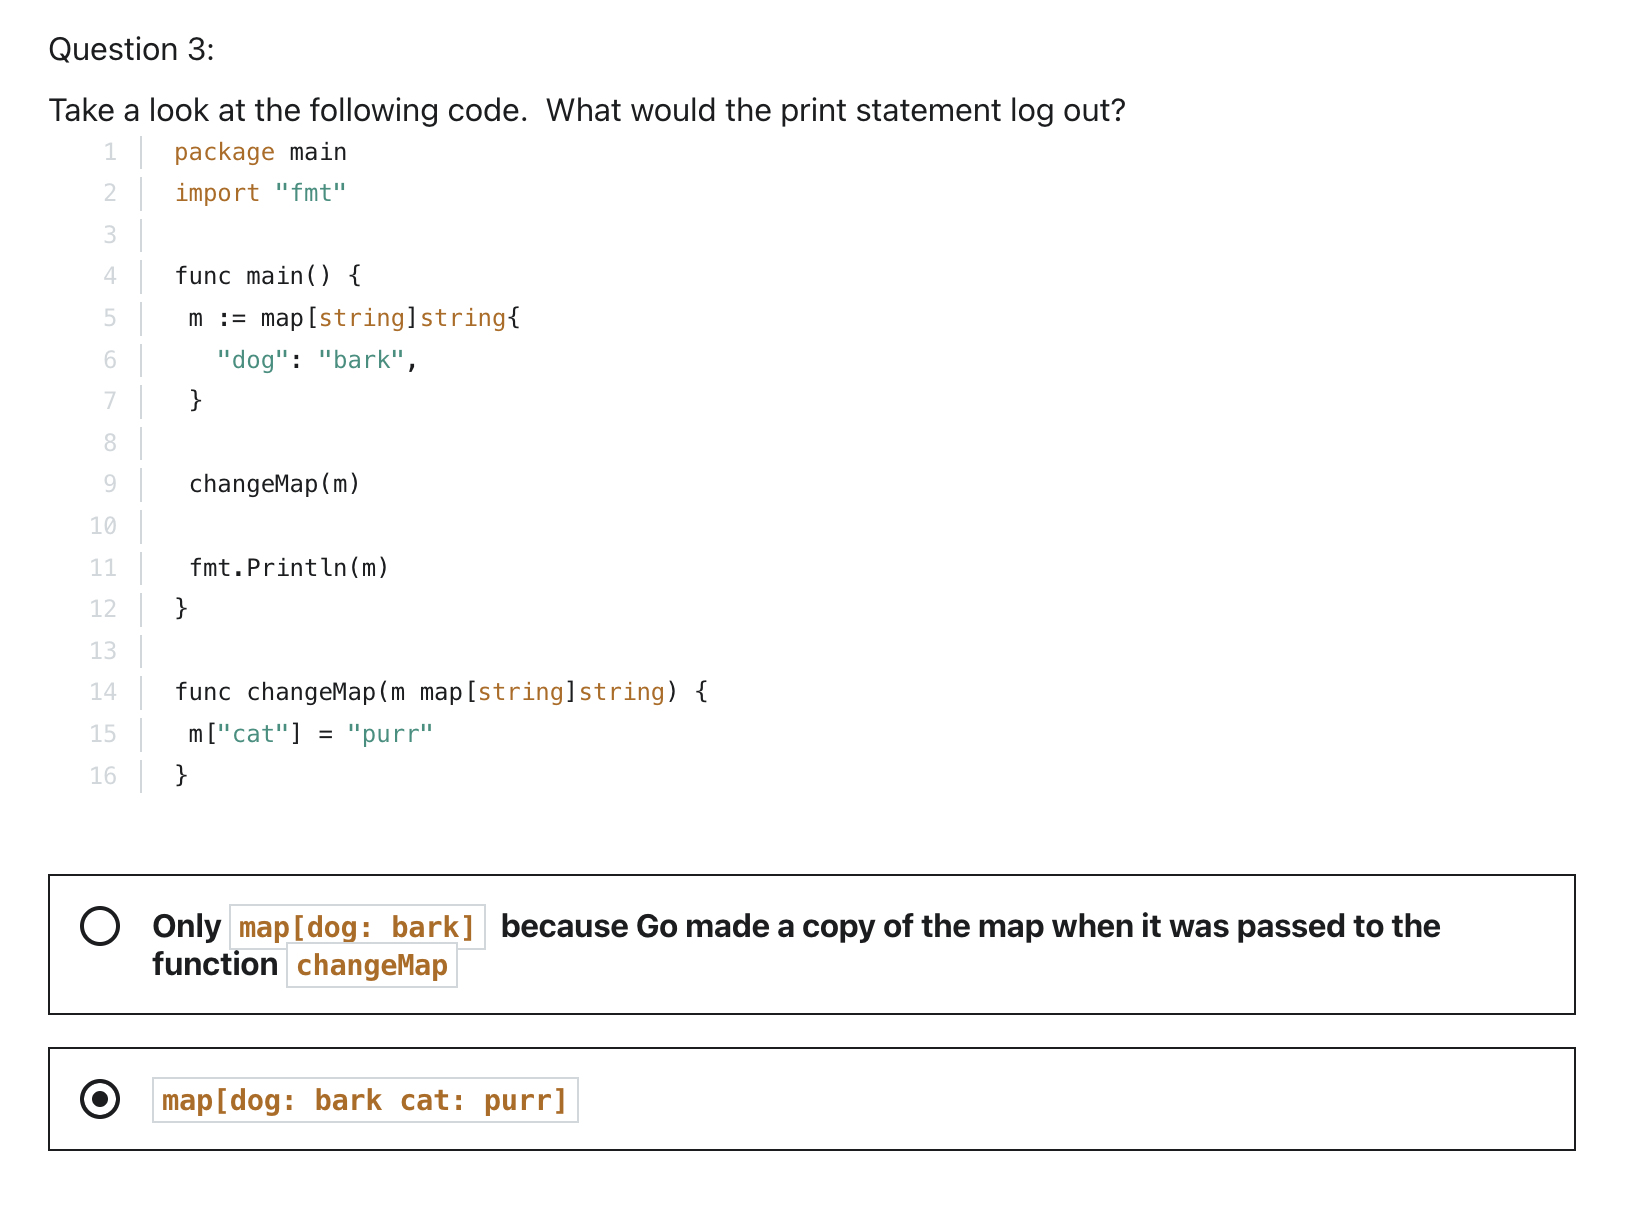 Question 3:
Take a look at the following code.  What would the print statement log out?
1 package main
2 import "fmt"
3
4 func main() {
5  m := map[string]string{
6    "dog": "bark",
7  }
8
9  changeMap(m)
10
11  fmt.Println(m)
12 }
13
14 func changeMap(m map[string]string) {
15  m["cat"] = "purr"
16 }
Only map[dog: bark] because Go made a copy of the map when it was passed to the
function changeMap
map[dog: bark cat: purr]